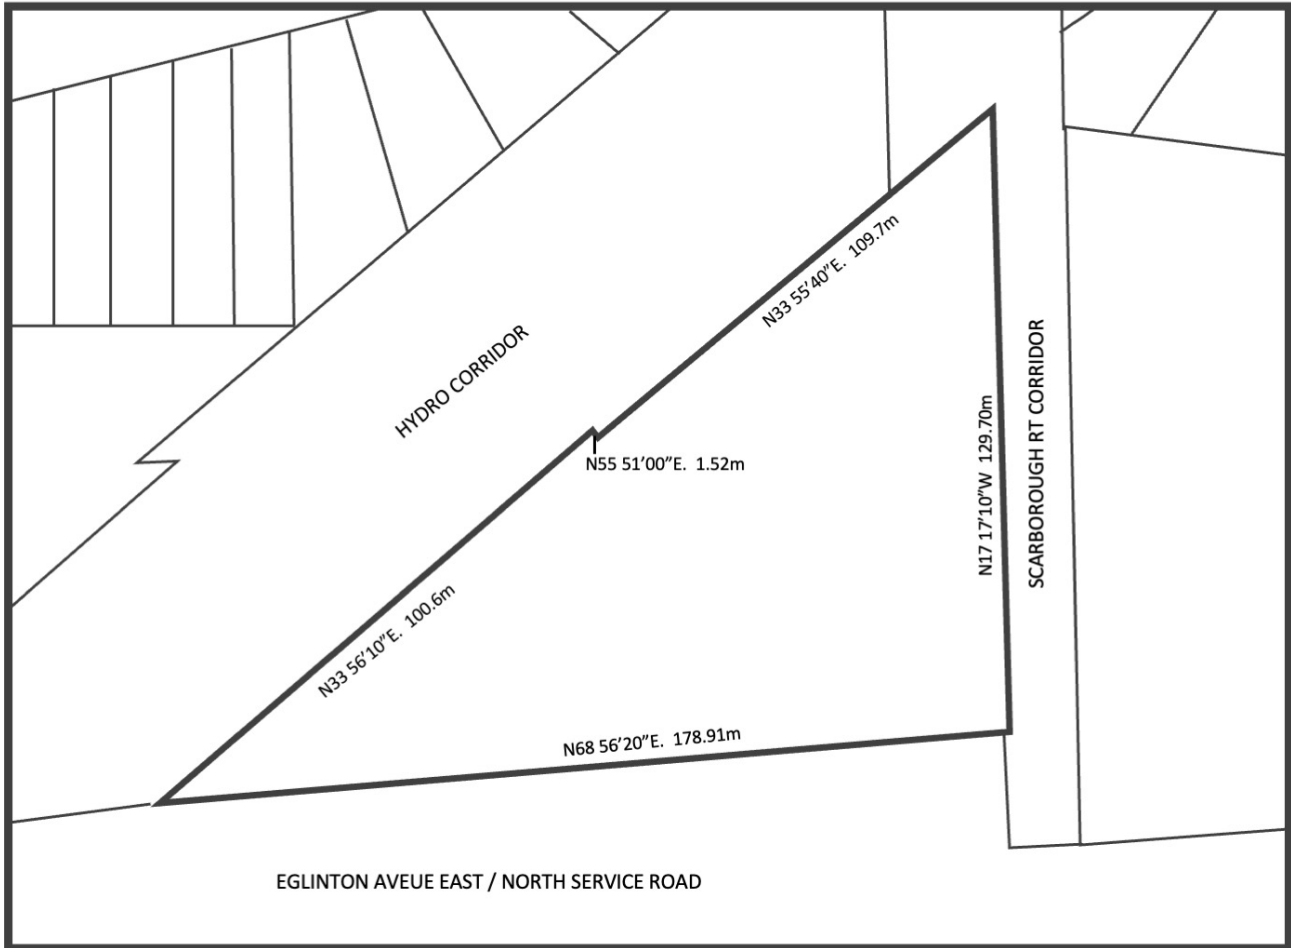 N33 55’40”E. 109.7m
HYDRO CORRIDOR
SCARBOROUGH RT CORRIDOR
N17 17’10”W 129.70m
N55 51’00”E. 1.52m
N33 56’10”E. 100.6m
N68 56’20”E. 178.91m
EGLINTON AVEUE EAST / NORTH SERVICE ROAD